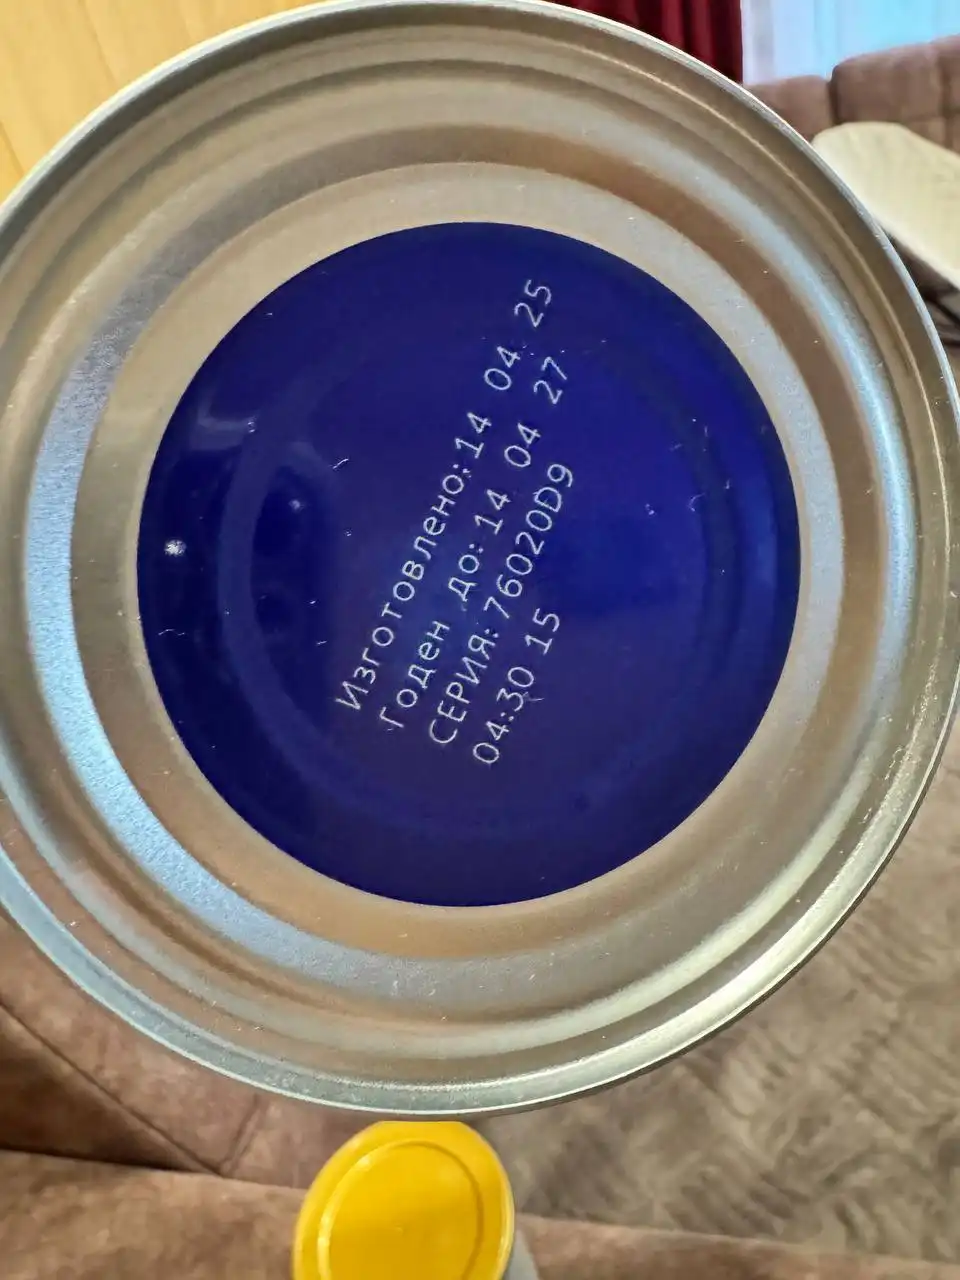 Изготовлено: 14 04 25
Годен до: 14 04 27
СЕРИЯ: 76020D9
04:30 15